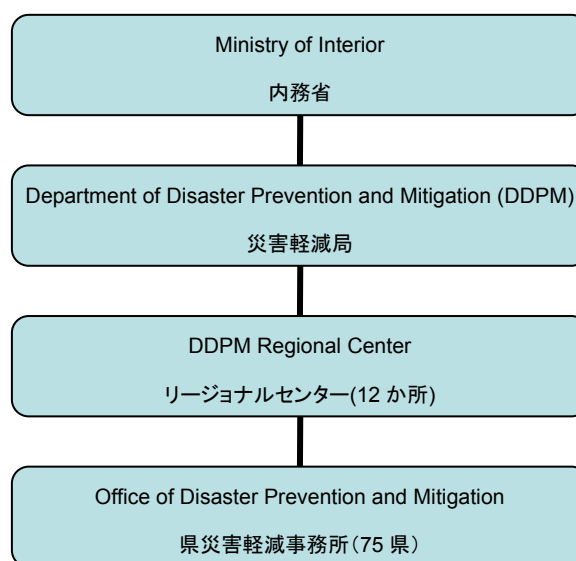 Ministry of Interior
内務省
Department of Disaster Prevention and Mitigation (DDPM)
災害軽減局
DDPM Regional Center
リージョナルセンター(12 か所)
Office of Disaster Prevention and Mitigation
県災害軽減事務所（75 県）